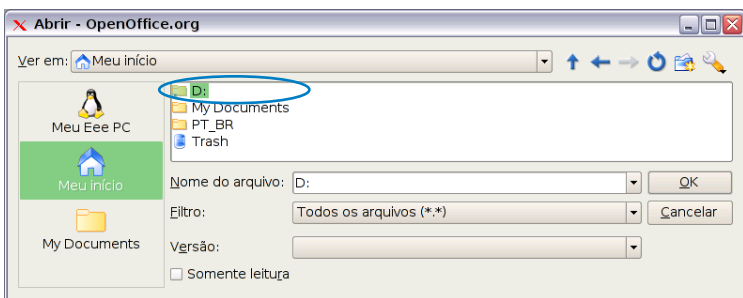 Abrir - OpenOffice.org
Ver em: Meu início
D:
My Documents
PT_BR
Trash
Meu Eee PC
Meu início
My Documents
Nome do arquivo: D: OK
Filtro: Todos os arquivos (*.*) Cancelar
Versão:
Somente leitura